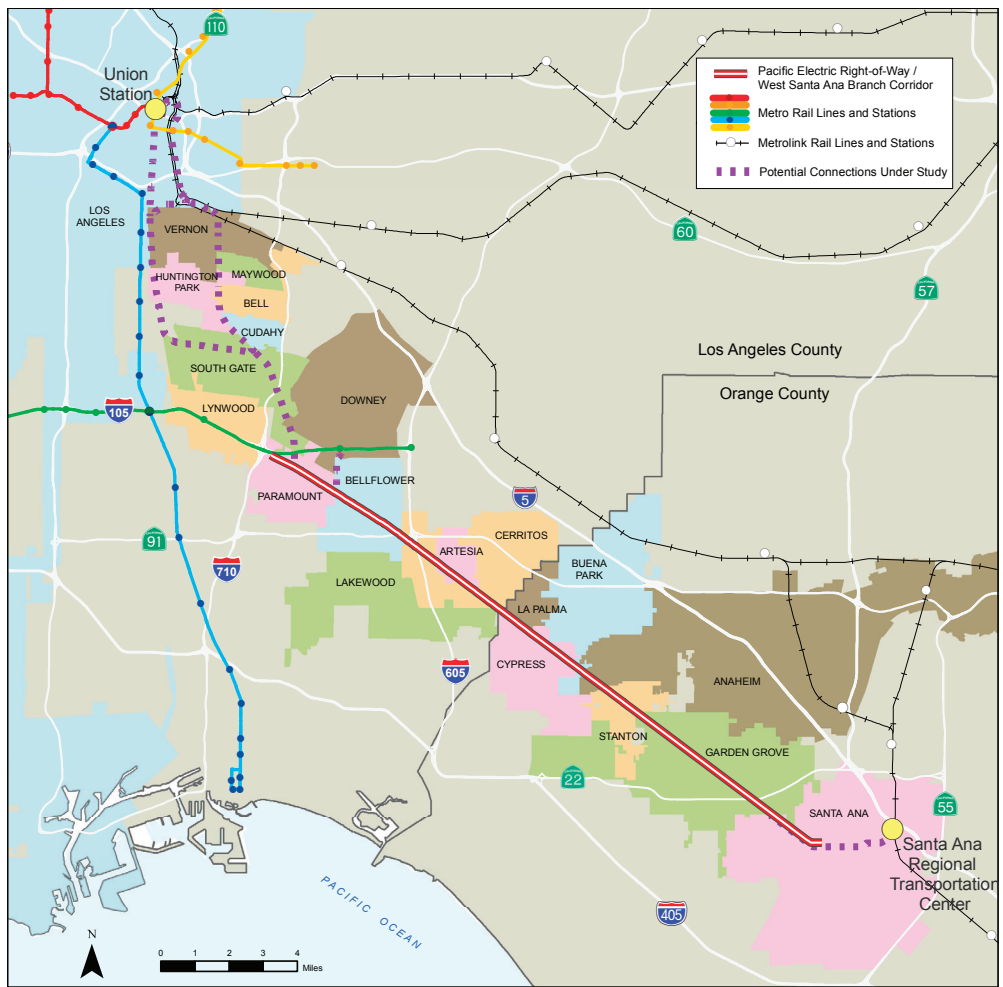 110
Union
Station
Pacific Electric Right-of-Way /
West Santa Ana Branch Corridor
Metro Rail Lines and Stations
Metrolink Rail Lines and Stations
Potential Connections Under Study
LOS
ANGELES
VERNON
60
HUNTINGTON
PARK
MAYWOOD
57
BELL
CUDAHY
Los Angeles County
SOUTH GATE
Orange County
DOWNEY
LYNWOOD
105
BELLFLOWER
PARAMOUNT
5
CERRITOS
91
ARTESIA
BUENA
PARK
710
LAKEWOOD
LA PALMA
CYPRESS
605
ANAHEIM
STANTON
GARDEN GROVE
22
SANTA ANA
55
Santa Ana
Regional
Transportation
Center
PACIFIC OCEAN
405
N
0 1 2 3 4
Miles